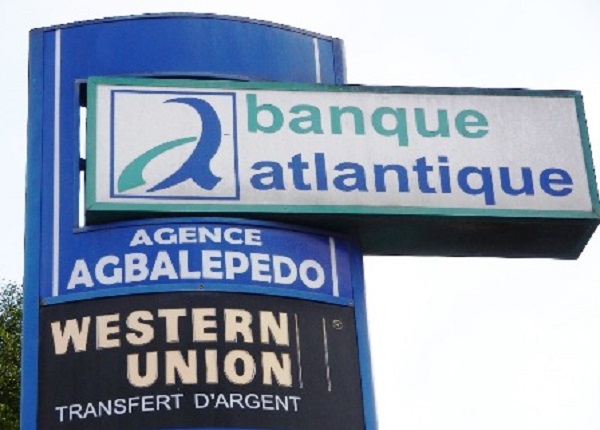 banque
atlantique
AGENCE
AGBALEPEDO
WESTERN
UNION ®
TRANSFERT D'ARGENT